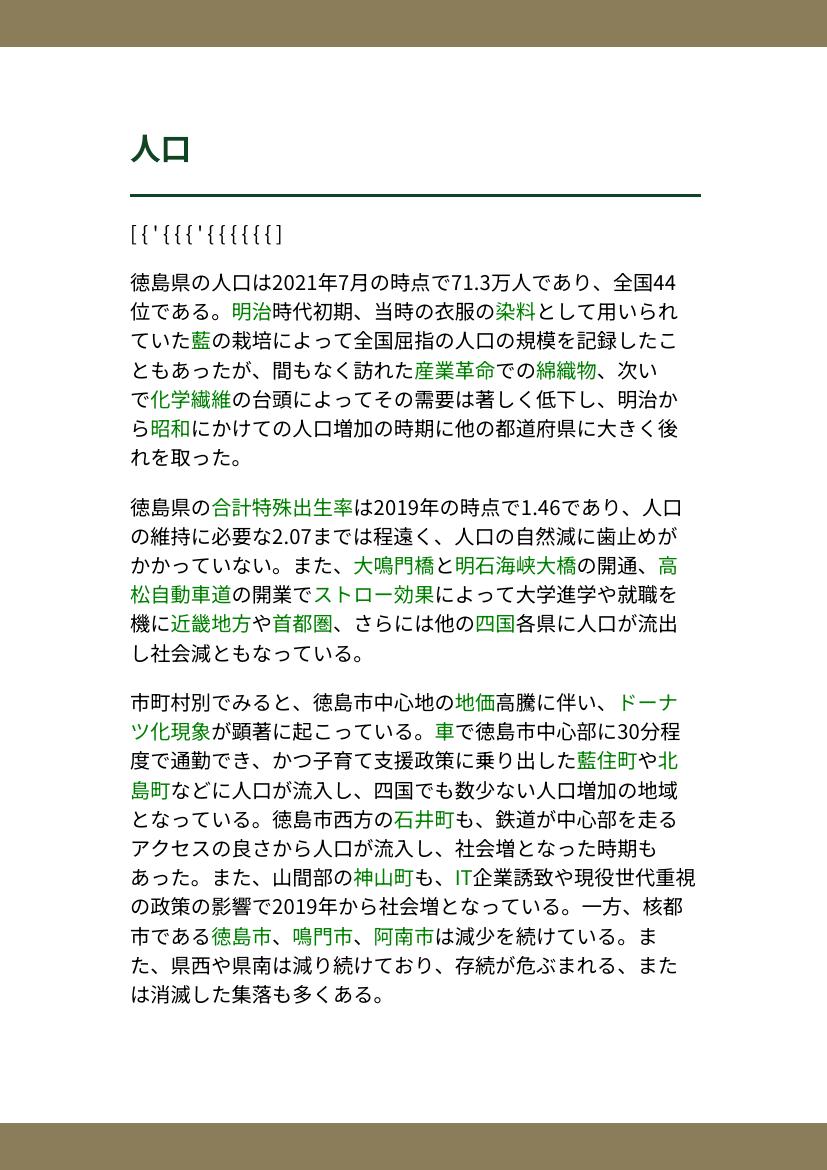 人口
[{'{{{'{{{{{{]
徳島県の人口は2021年7月の時点で71.3万人であり、全国44
位である。明治時代初期、当時の衣服の染料として用いられ
ていた藍の栽培によって全国屈指の人口の規模を記録したこ
ともあったが、間もなく訪れた産業革命での綿織物、次い
で化学繊維の台頭によってその需要は著しく低下し、明治か
ら昭和にかけての人口増加の時期に他の都道府県に大きく後
れを取った。
徳島県の合計特殊出生率は2019年の時点で1.46であり、人口
の維持に必要な2.07までは程遠く、人口の自然減に歯止めが
かかっていない。また、大鳴門橋と明石海峡大橋の開通、高
松自動車道の開業でストロー効果によって大学進学や就職を
機に近畿地方や首都圏、さらには他の四国各県に人口が流出
し社会減ともなっている。
市町村別でみると、徳島市中心地の地価高騰に伴い、ドーナ
ツ化現象が顕著に起こっている。車で徳島市中心部に30分程
度で通勤でき、かつ子育て支援政策に乗り出した藍住町や北
島町などに人口が流入し、四国でも数少ない人口増加の地域
となっている。徳島市西方の石井町も、鉄道が中心部を走る
アクセスの良さから人口が流入し、社会増となった時期も
あった。また、山間部の神山町も、IT企業誘致や現役世代重視
の政策の影響で2019年から社会増となっている。一方、核都
市である徳島市、鳴門市、阿南市は減少を続けている。ま
た、県西や県南は減り続けており、存続が危ぶまれる、また
は消滅した集落も多くある。